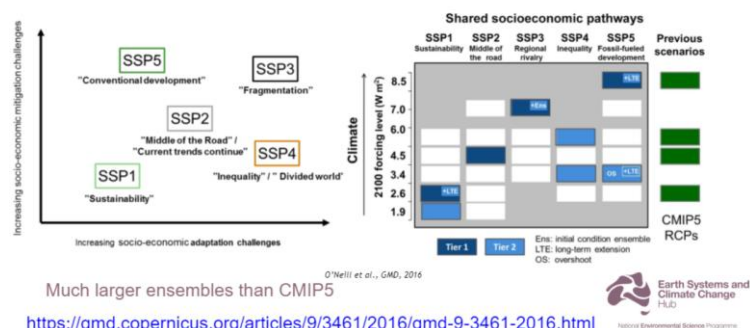 Shared socioeconomic pathways
SSP1 SSP2 SSP3 SSP4 SSP5
Sustainability Middle of the road Regional rivalry Inequality Fossil-fueled development
Previous scenarios
Increasing socio-economic mitigation challenges
SSP5
"Conventional development"
SSP3
"Fragmentation"
SSP2
"Middle of the Road" /
"Current trends continue"
SSP4
"Inequality" / " Divided world'
SSP1
"Sustainability"
Increasing socio-economic adaptation challenges
Climate
2100 forcing level (W m²)
8.5 +LTE
7.0 +Ens
6.0
4.5
3.4 OS +LTE
2.6 +LTE
1.9
CMIP5
RCPs
Tier 1 Tier 2
Ens: initial condition ensemble
LTE: long-term extension
OS: overshoot
O'Neill et al., GMD, 2016
Much larger ensembles than CMIP5
https://gmd.copernicus.org/articles/9/3461/2016/gmd-9-3461-2016.html
Earth Systems and
Climate Change
Hub
National Environmental Science Programme